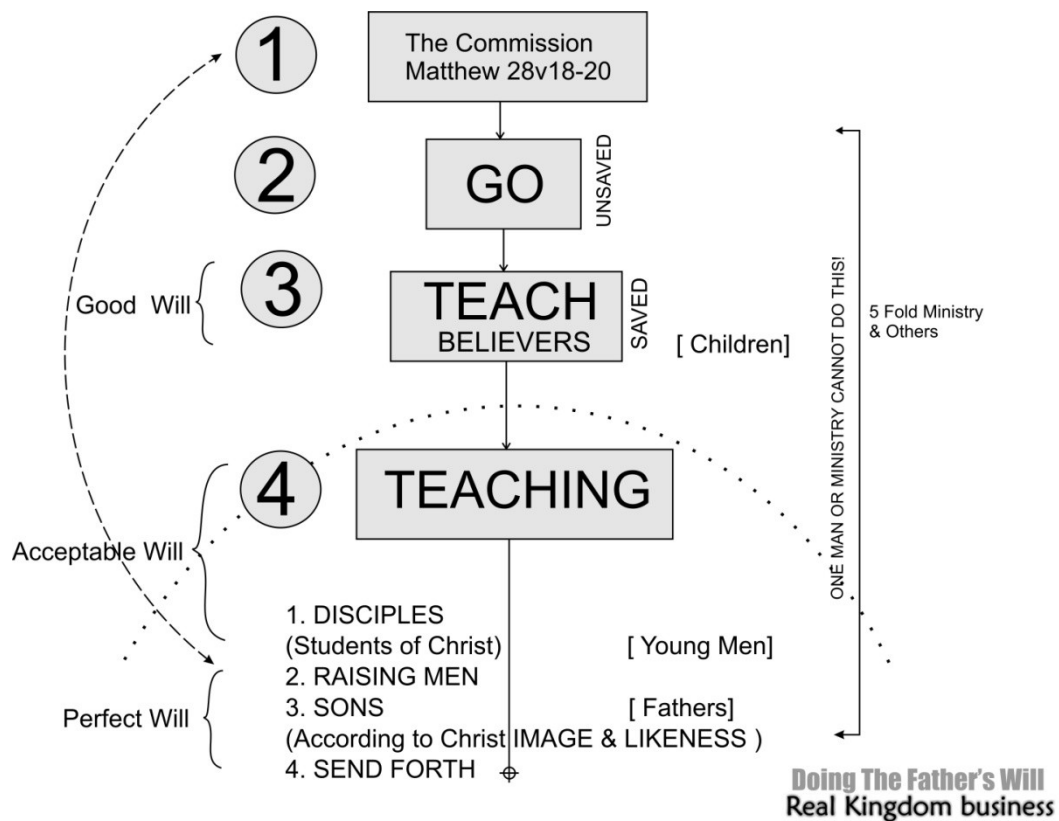 1
The Commission
Matthew 28v18-20
2
GO
UNSAVED
Good Will
3
TEACH
BELIEVERS
SAVED
[ Children]
5 Fold Ministry
& Others
ONE MAN OR MINISTRY CANNOT DO THIS!
4
TEACHING
Acceptable Will
1. DISCIPLES
(Students of Christ)
[ Young Men]
2. RAISING MEN
Perfect Will
3. SONS
[ Fathers]
(According to Christ IMAGE & LIKENESS )
4. SEND FORTH
Doing The Father's Will
Real Kingdom business